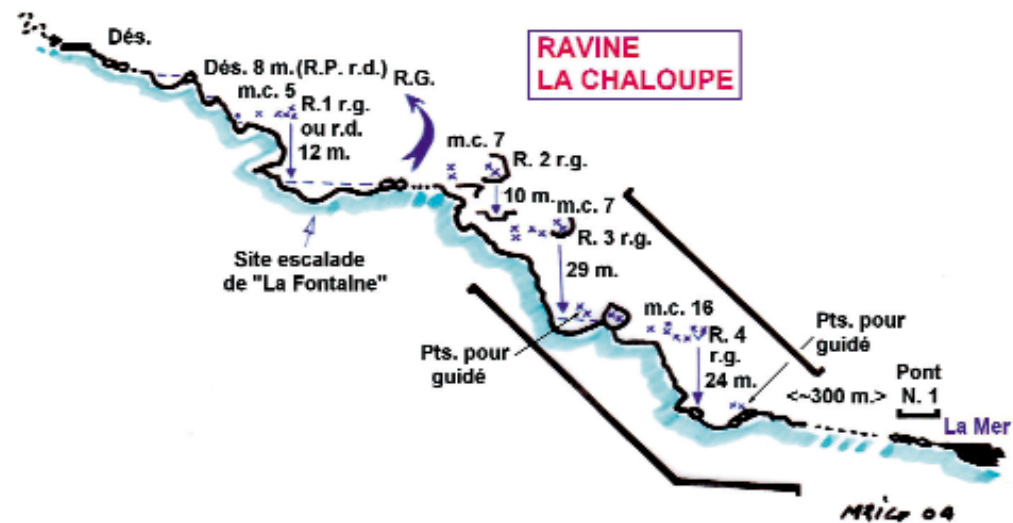 RAVINE
LA CHALOUPE
Dés.
Dés. 8 m.(R.P. r.d.)
R.G.
m.c. 5
R.1 r.g.
ou r.d.
12 m.
m.c. 7
R. 2 r.g.
10 m.
m.c. 7
R. 3 r.g.
29 m.
Site escalade
de "La Fontaine"
m.c. 16
R. 4
r.g.
24 m.
Pts. pour
guidé
Pts. pour
guidé
<~300 m.>
Pont
N. 1
La Mer
04